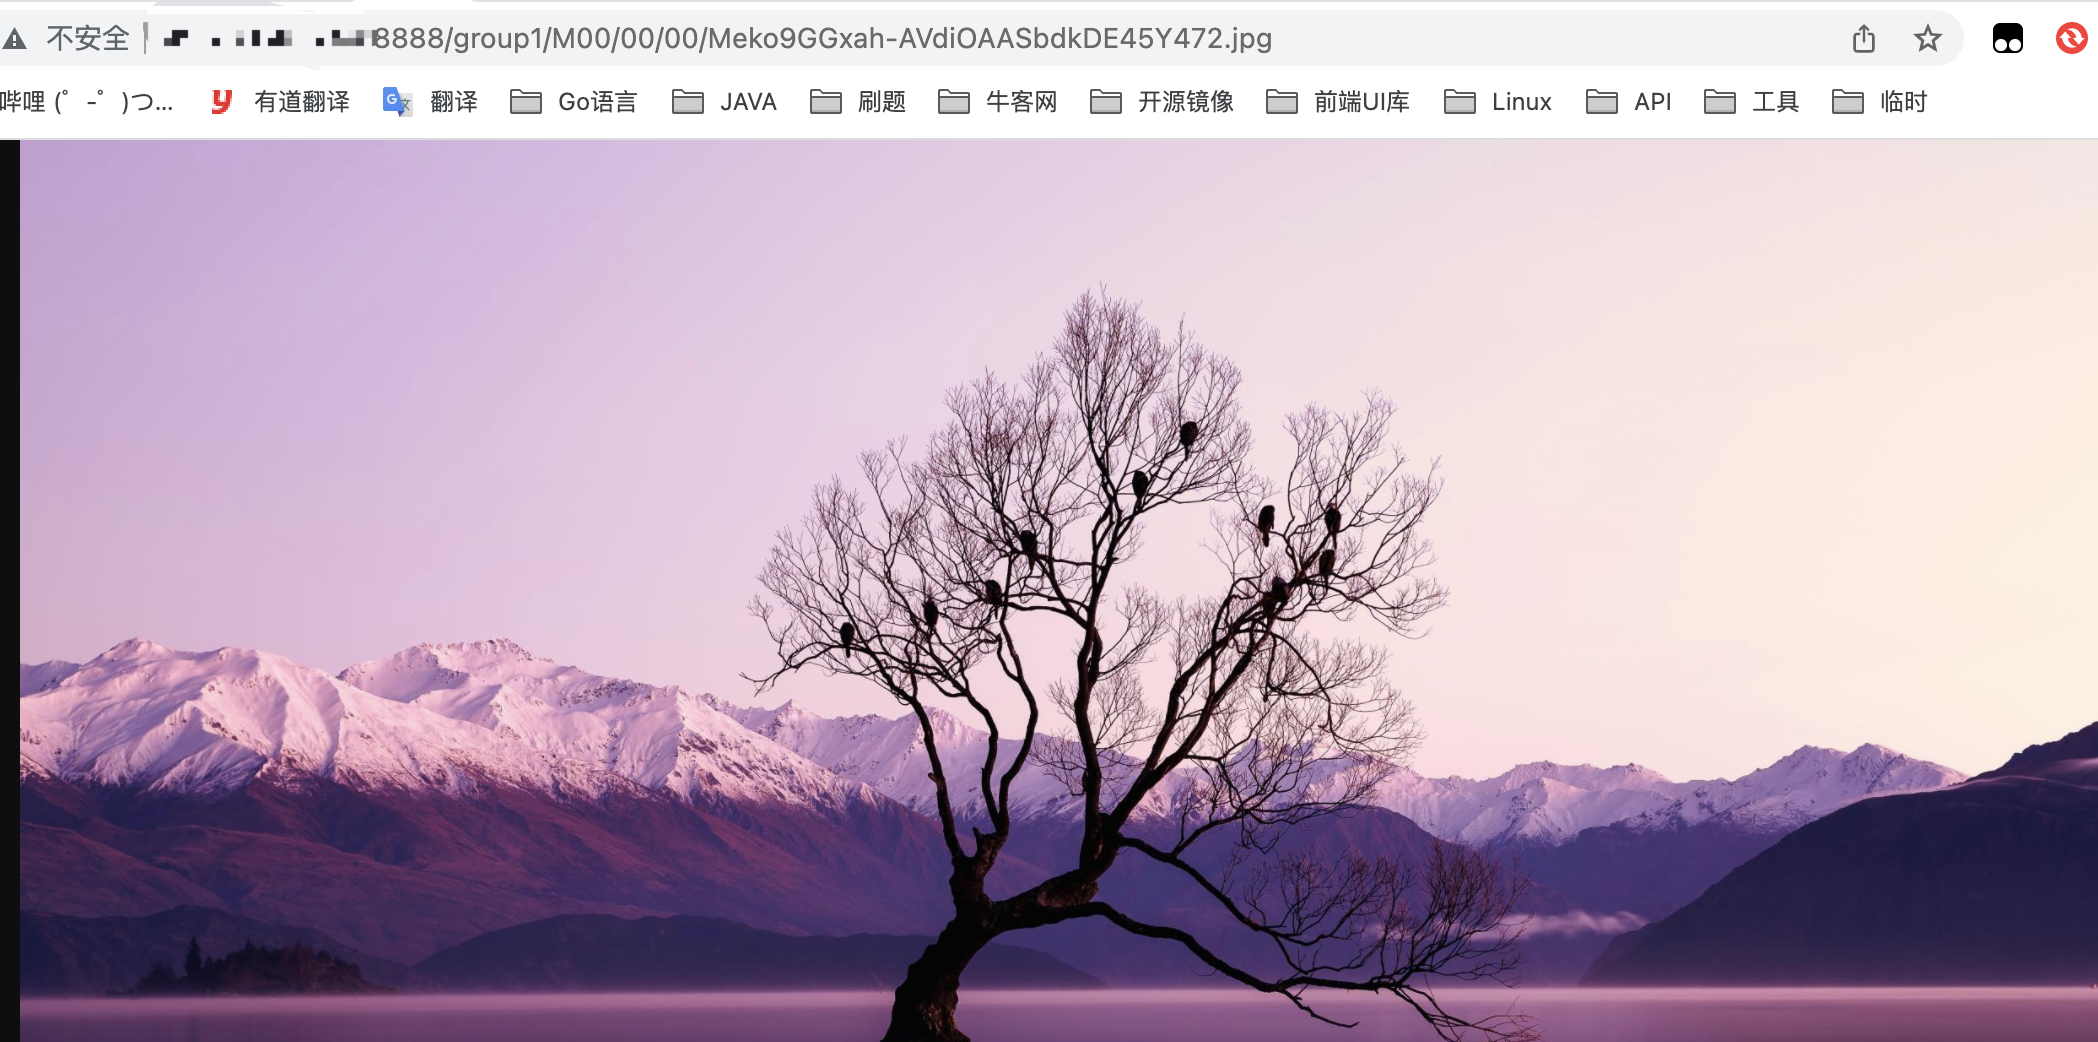 不安全 8888/group1/M00/00/00/Meko9GGxah-AVdiOAASbdkDE45Y472.jpg
哔哩 (゜-゜)つ... 有道翻译 翻译 Go语言 JAVA 刷题 牛客网 开源镜像 前端UI库 Linux API 工具 临时